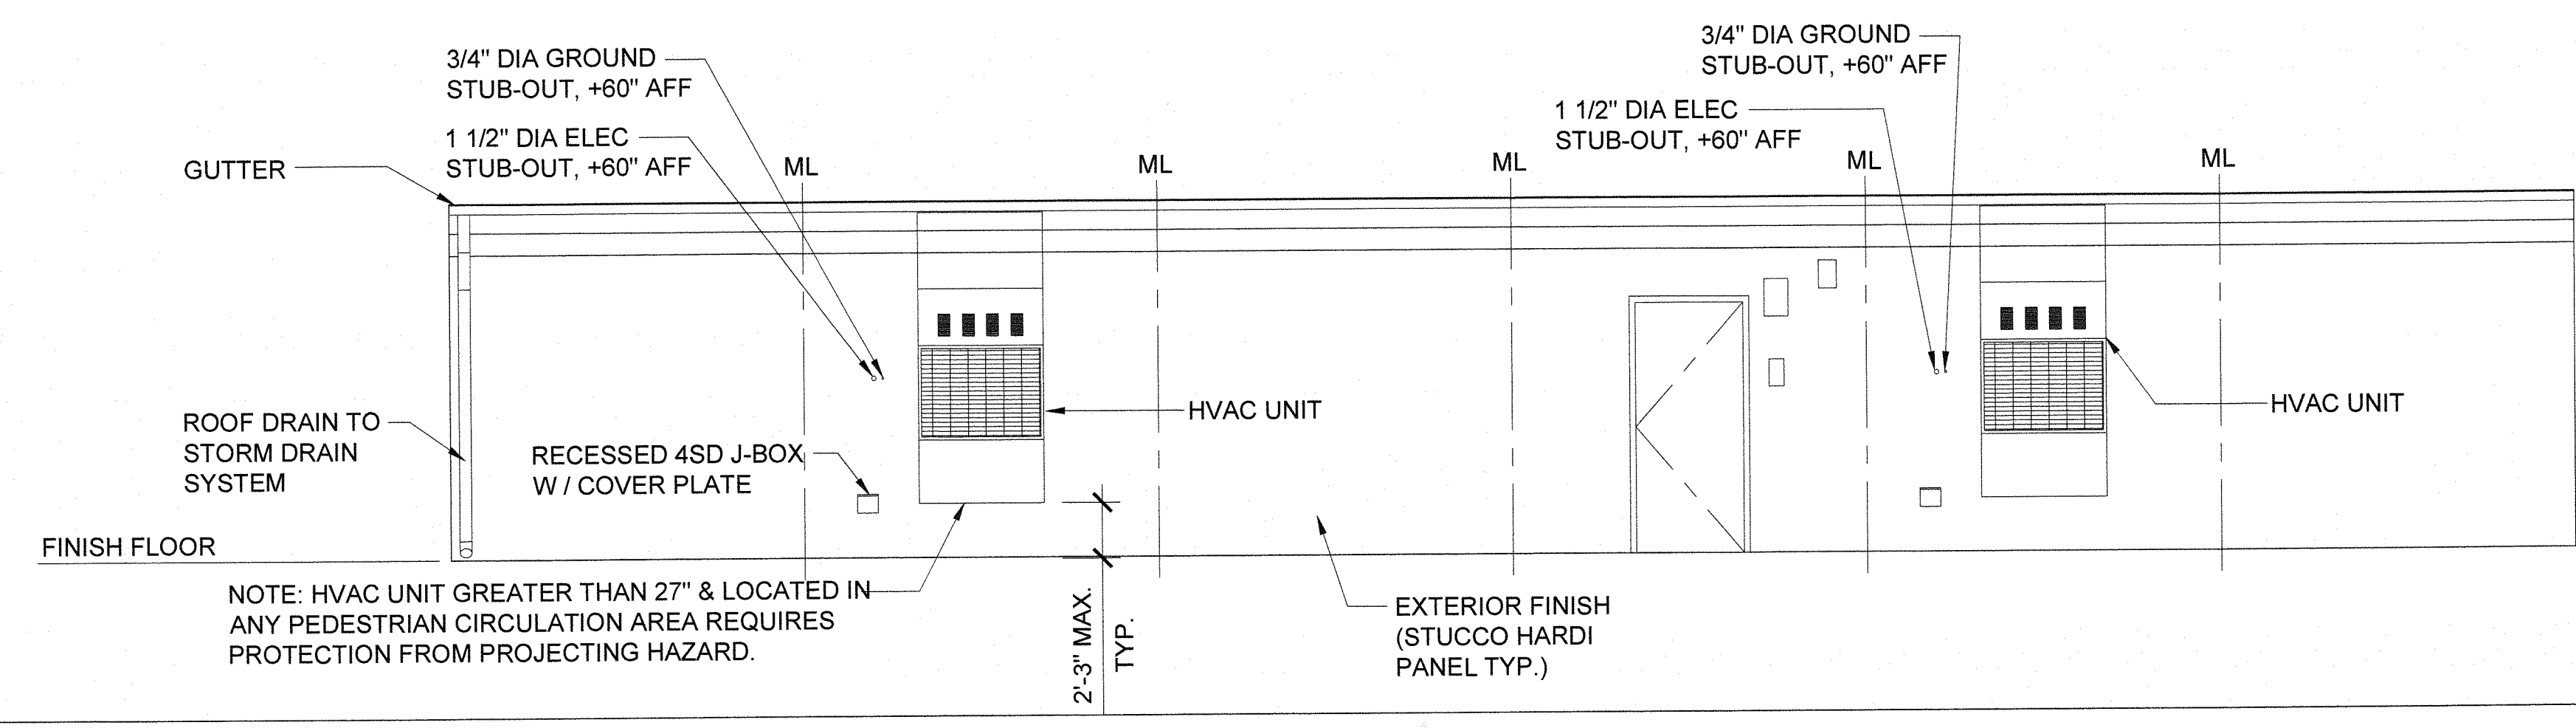 3/4" DIA GROUND
STUB-OUT, +60" AFF
1 1/2" DIA ELEC
STUB-OUT, +60" AFF
GUTTER
ML
ML
ML
3/4" DIA GROUND
STUB-OUT, +60" AFF
1 1/2" DIA ELEC
STUB-OUT, +60" AFF
ML
ML
ROOF DRAIN TO
STORM DRAIN
SYSTEM
RECESSED 4SD J-BOX
W / COVER PLATE
HVAC UNIT
HVAC UNIT
FINISH FLOOR
NOTE: HVAC UNIT GREATER THAN 27" & LOCATED IN
ANY PEDESTRIAN CIRCULATION AREA REQUIRES
PROTECTION FROM PROJECTING HAZARD.
2'-3" MAX.
TYP.
EXTERIOR FINISH
(STUCCO HARDI
PANEL TYP.)